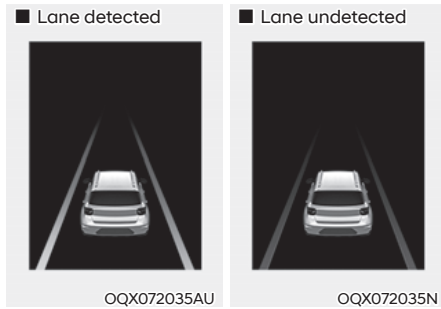 ■ Lane detected
■ Lane undetected
OQX072035AU
OQX072035N